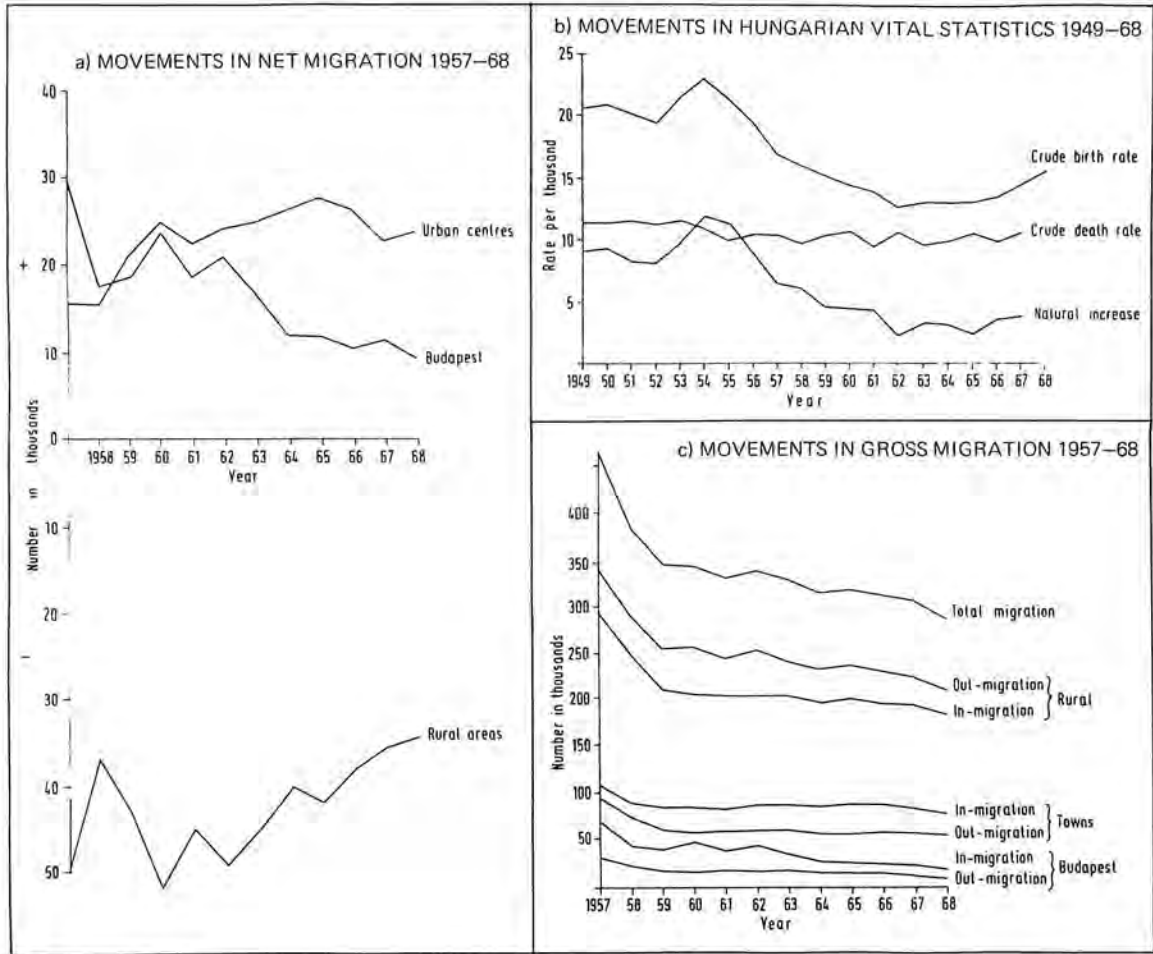 a) MOVEMENTS IN NET MIGRATION 1957–68
40
30
20
10
0
10
20
30
40
50
+
–
Number in thousands
1958 59 60 61 62 63 64 65 66 67 68
Year
Urban centres
Budapest
Rural areas
b) MOVEMENTS IN HUNGARIAN VITAL STATISTICS 1949–68
25
20
15
10
5
Rate per thousand
Crude birth rate
Crude death rate
Natural increase
1949 50 51 52 53 54 55 56 57 58 59 60 61 62 63 64 65 66 67 68
Year
c) MOVEMENTS IN GROSS MIGRATION 1957–68
400
350
300
250
200
150
100
50
Number in thousands
Total migration
Out-migration
In-migration
Rural
In-migration
Out-migration
Towns
In-migration
Out-migration
Budapest
1957 58 59 60 61 62 63 64 65 66 67 68
Year